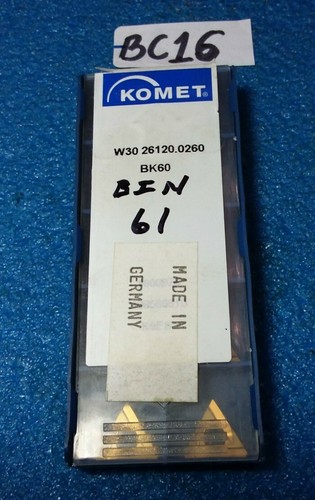 BC16
KOMET
W30 26120.0260
BK60
BIN
61
MADE IN
GERMANY